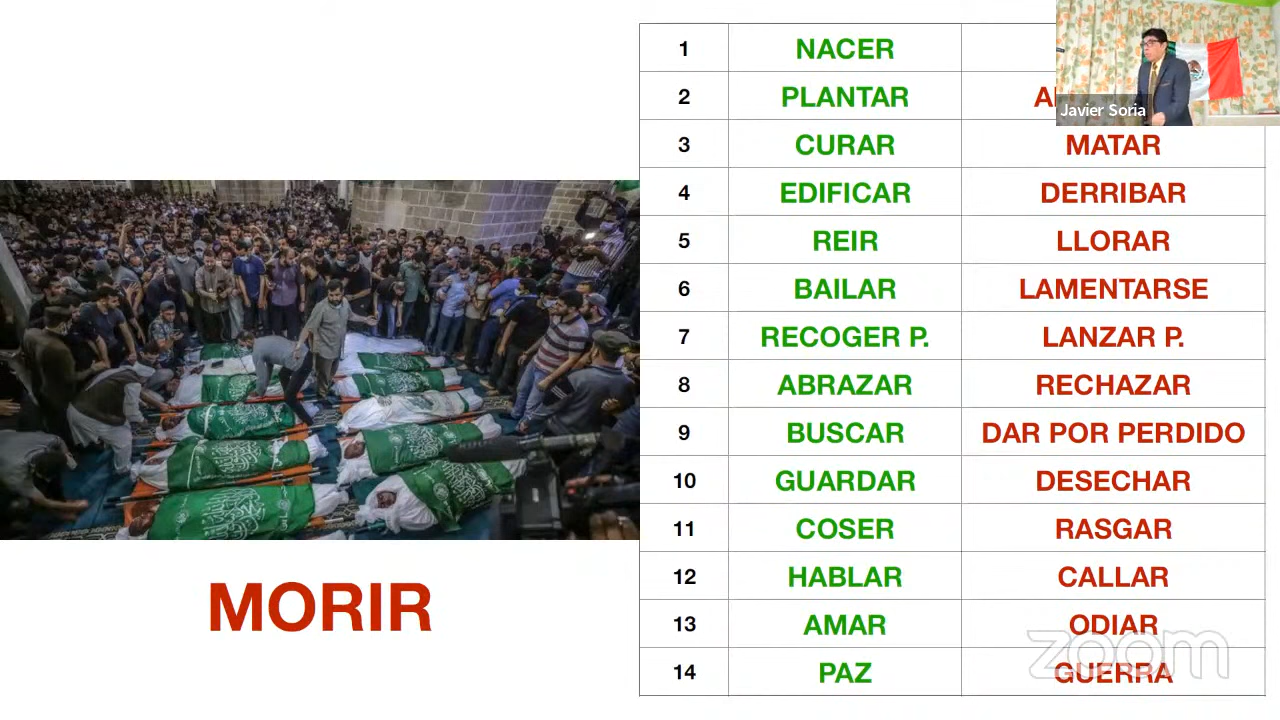 MORIR
1 NACER
2 PLANTAR
3 CURAR MATAR
4 EDIFICAR DERRIBAR
5 REIR LLORAR
6 BAILAR LAMENTARSE
7 RECOGER P. LANZAR P.
8 ABRAZAR RECHAZAR
9 BUSCAR DAR POR PERDIDO
10 GUARDAR DESECHAR
11 COSER RASGAR
12 HABLAR CALLAR
13 AMAR ODIAR
14 PAZ GUERRA
Javier Soria
zoom